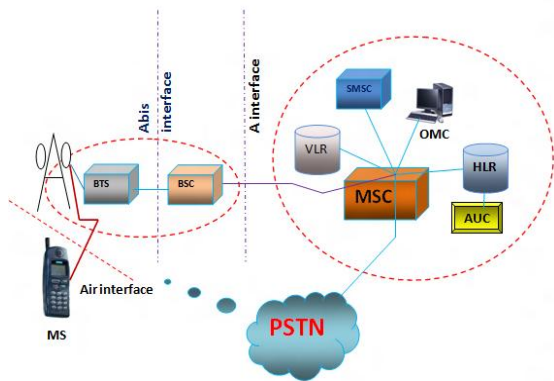 SMSC
OMC
VLR
HLR
MSC
AUC
Abis
interface
A interface
BTS
BSC
Air interface
MS
PSTN